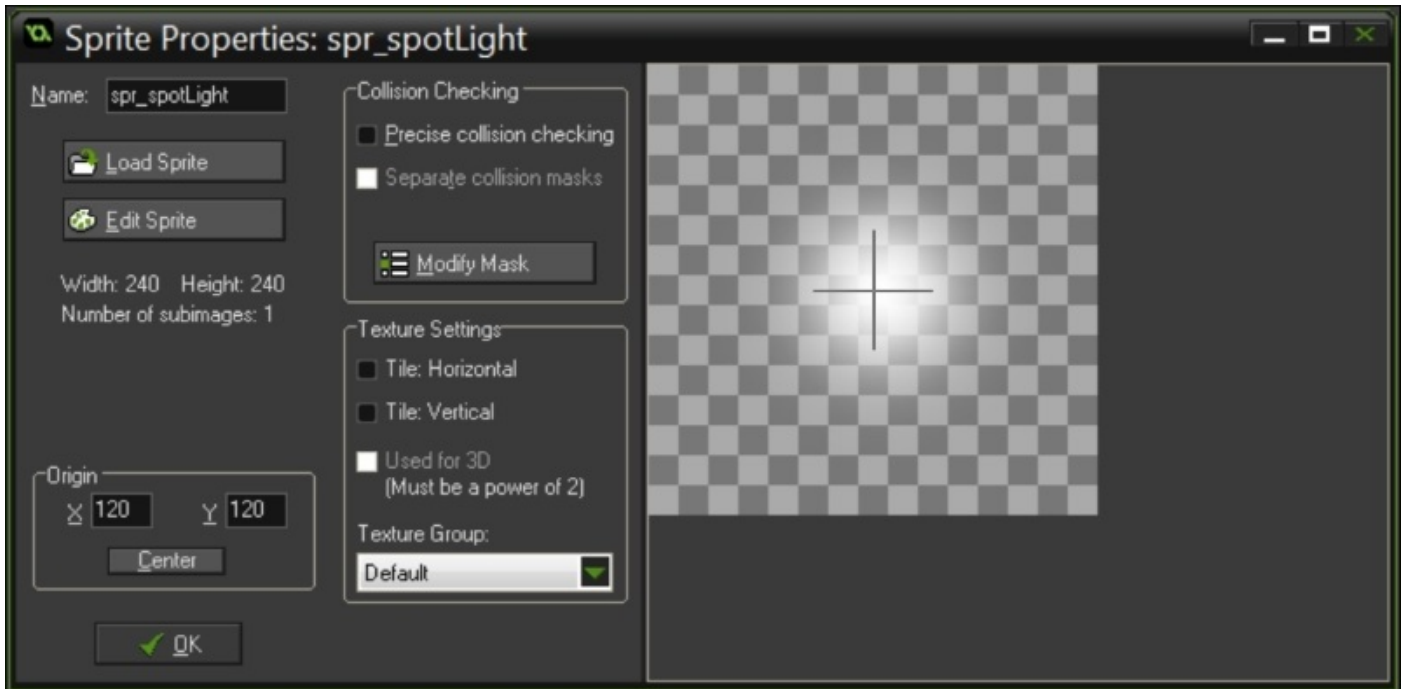 Sprite Properties: spr_spotLight
Name: spr_spotLight
Load Sprite
Edit Sprite
Width: 240 Height: 240
Number of subimages: 1
Origin
X 120 Y 120
Center
OK
Collision Checking
Precise collision checking
Separate collision masks
Modify Mask
Texture Settings
Tile: Horizontal
Tile: Vertical
Used for 3D
(Must be a power of 2)
Texture Group:
Default